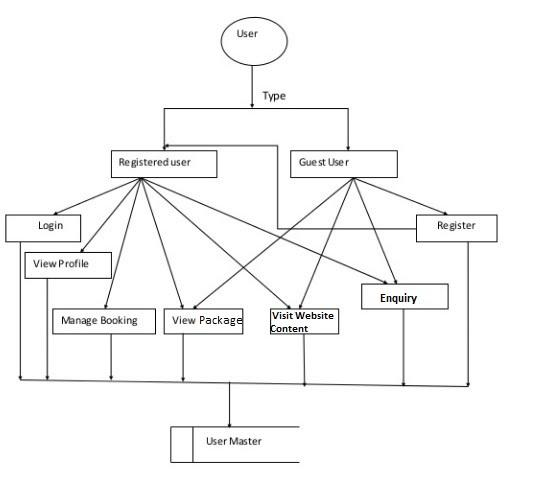 User
Type
Registered user
Guest User
Login
Register
View Profile
Enquiry
Manage Booking
View Package
Visit Website
Content
User Master